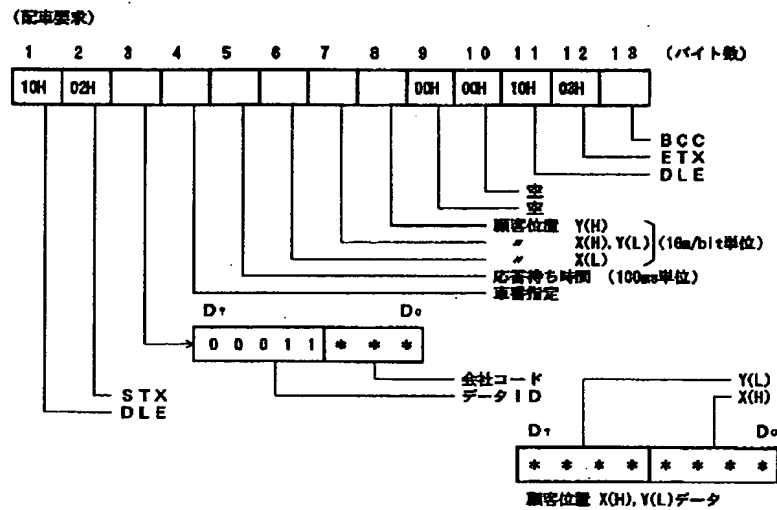 (配車要求)
1 2 3 4 5 6 7 8 9 10 11 12 13 (バイト数)
10H 02H 00H 00H 10H 03H
BCC
ETX
DLE
空
空
顧客位置 Y(H)
〃 X(H), Y(L) (16m/bit単位)
〃 X(L)
応答待ち時間 (100ms単位)
車番指定
D7 D0
0 0 0 1 1 * * *
会社コード
データID
STX
DLE
Y(L)
X(H)
D7 D0
* * * * * * * *
顧客位置 X(H), Y(L)データ